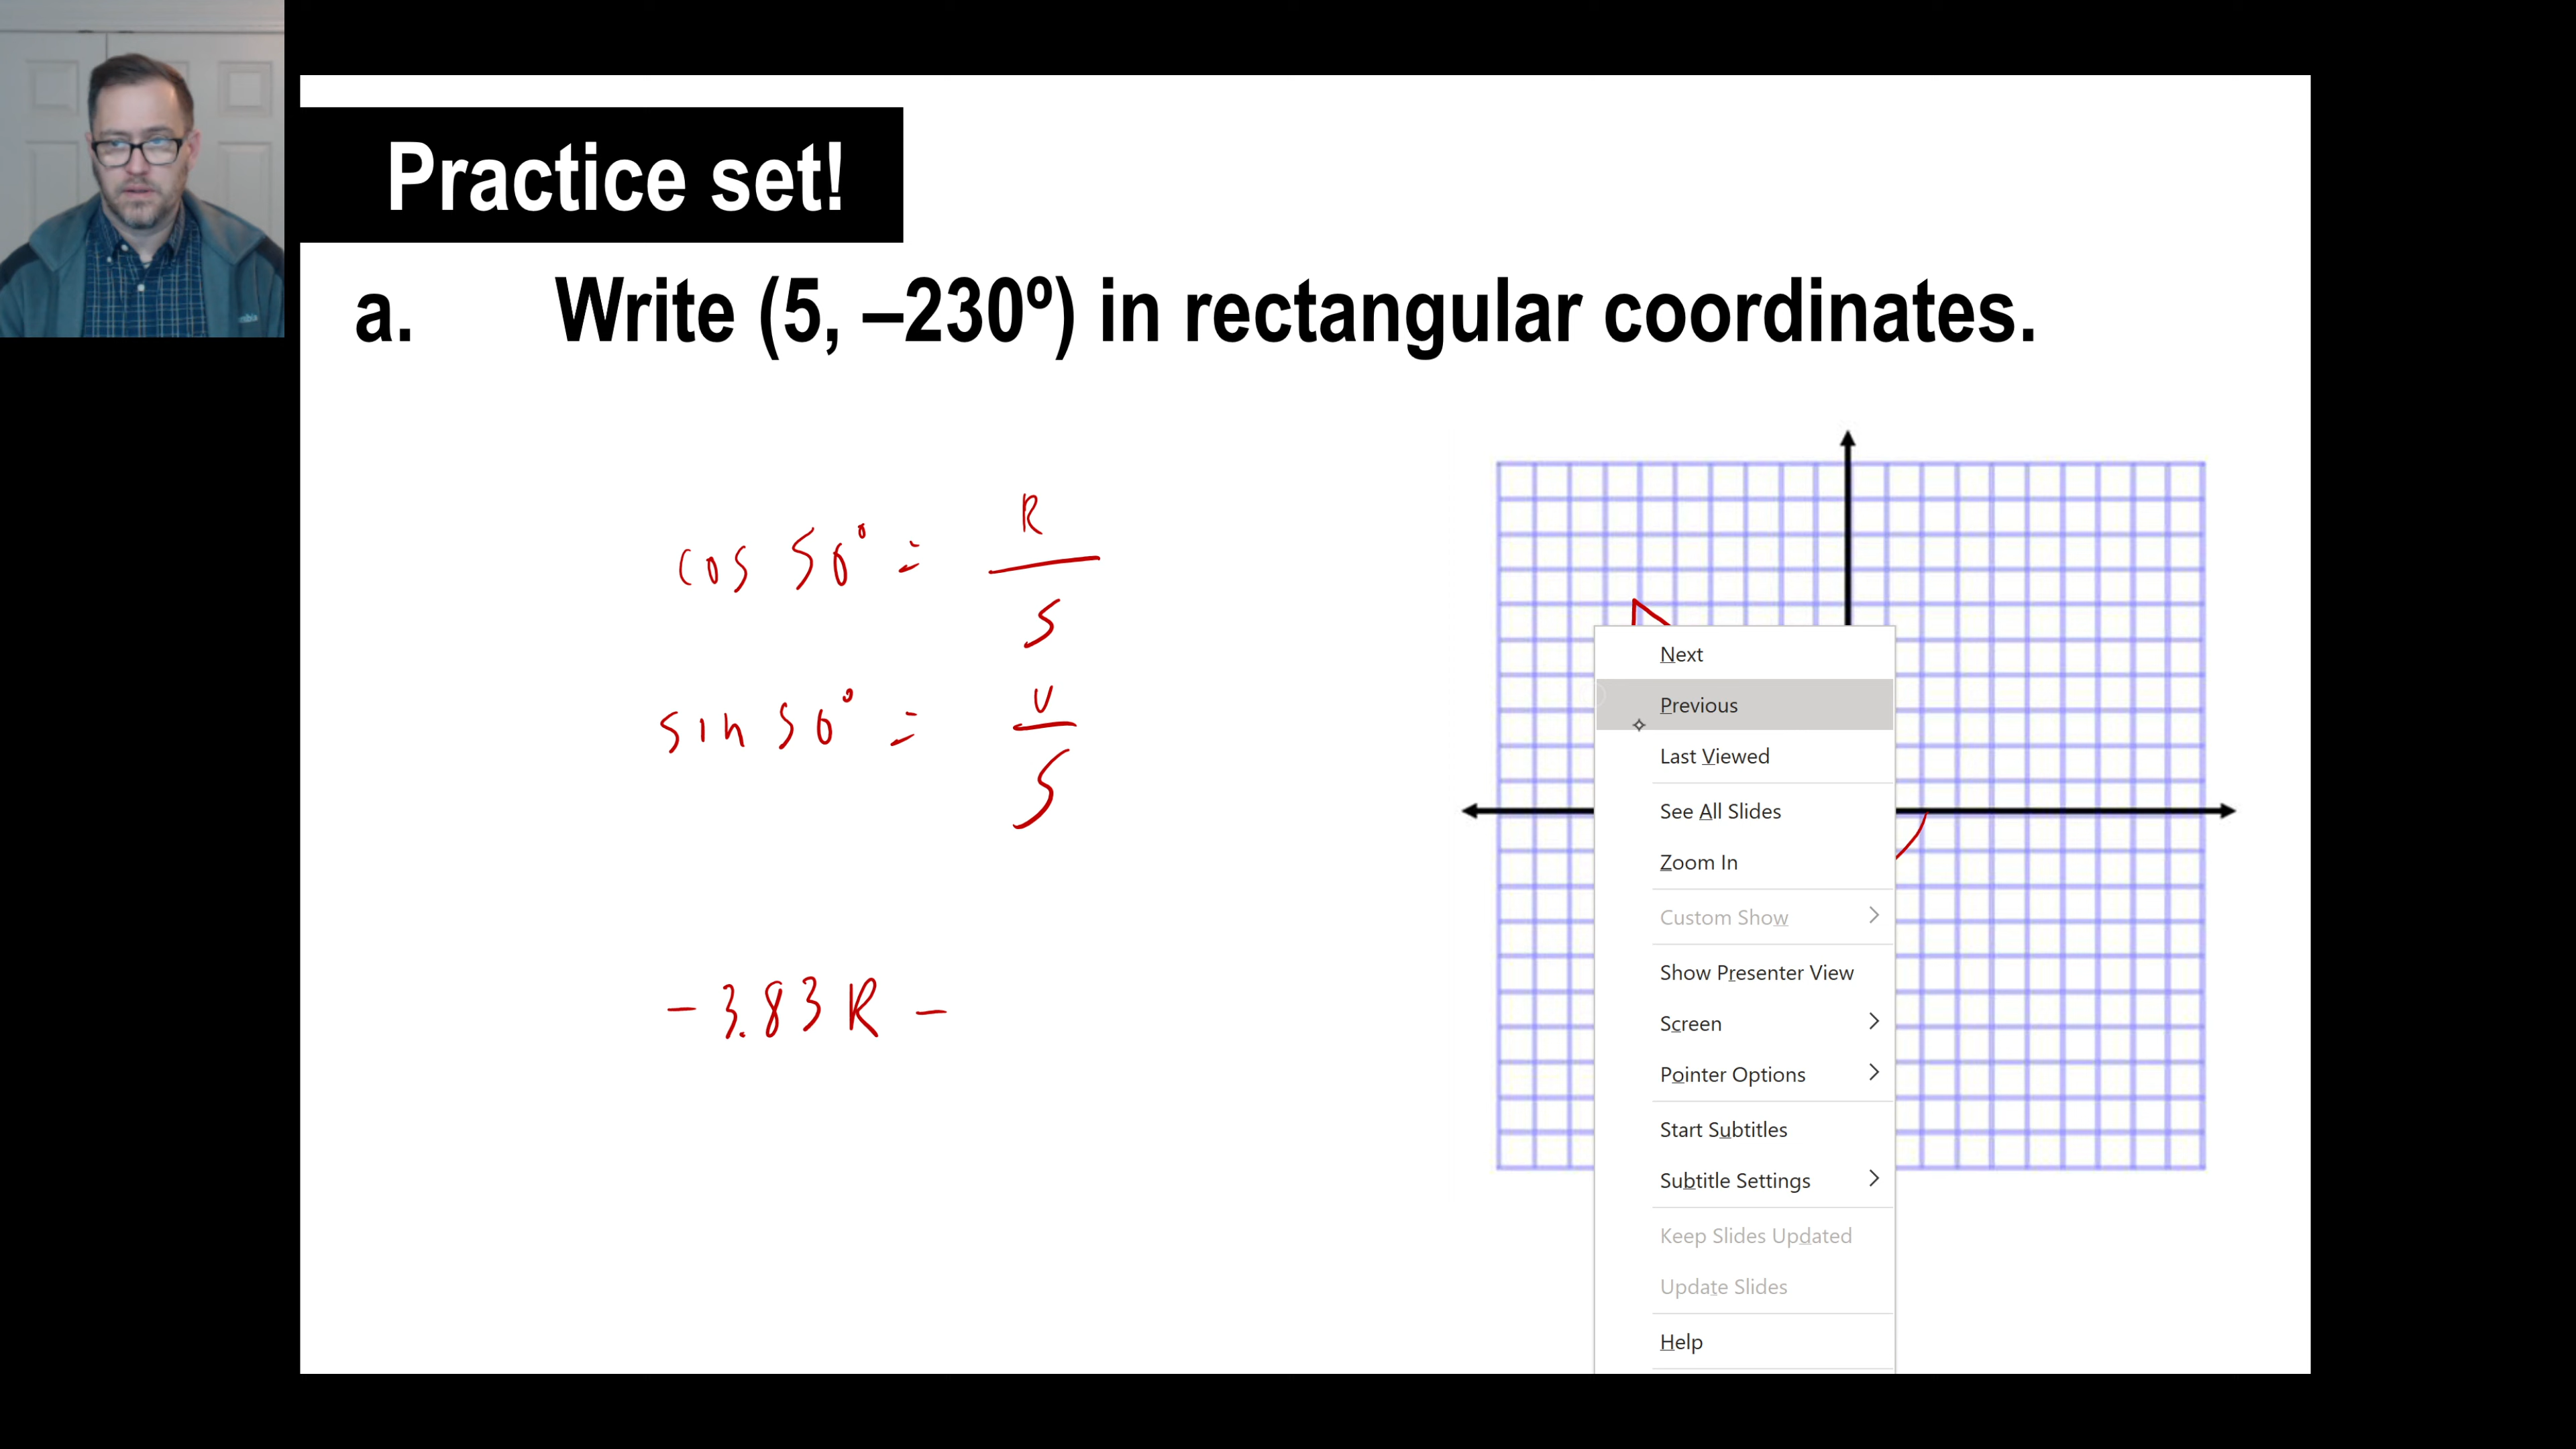 Practice set!
a. Write (5, –230º) in rectangular coordinates.
cos 50° = R / 5
sin 50° = U / 5
- 3.83 R -
Next
Previous
Last Viewed
See All Slides
Zoom In
Custom Show
Show Presenter View
Screen
Pointer Options
Start Subtitles
Subtitle Settings
Keep Slides Updated
Update Slides
Help